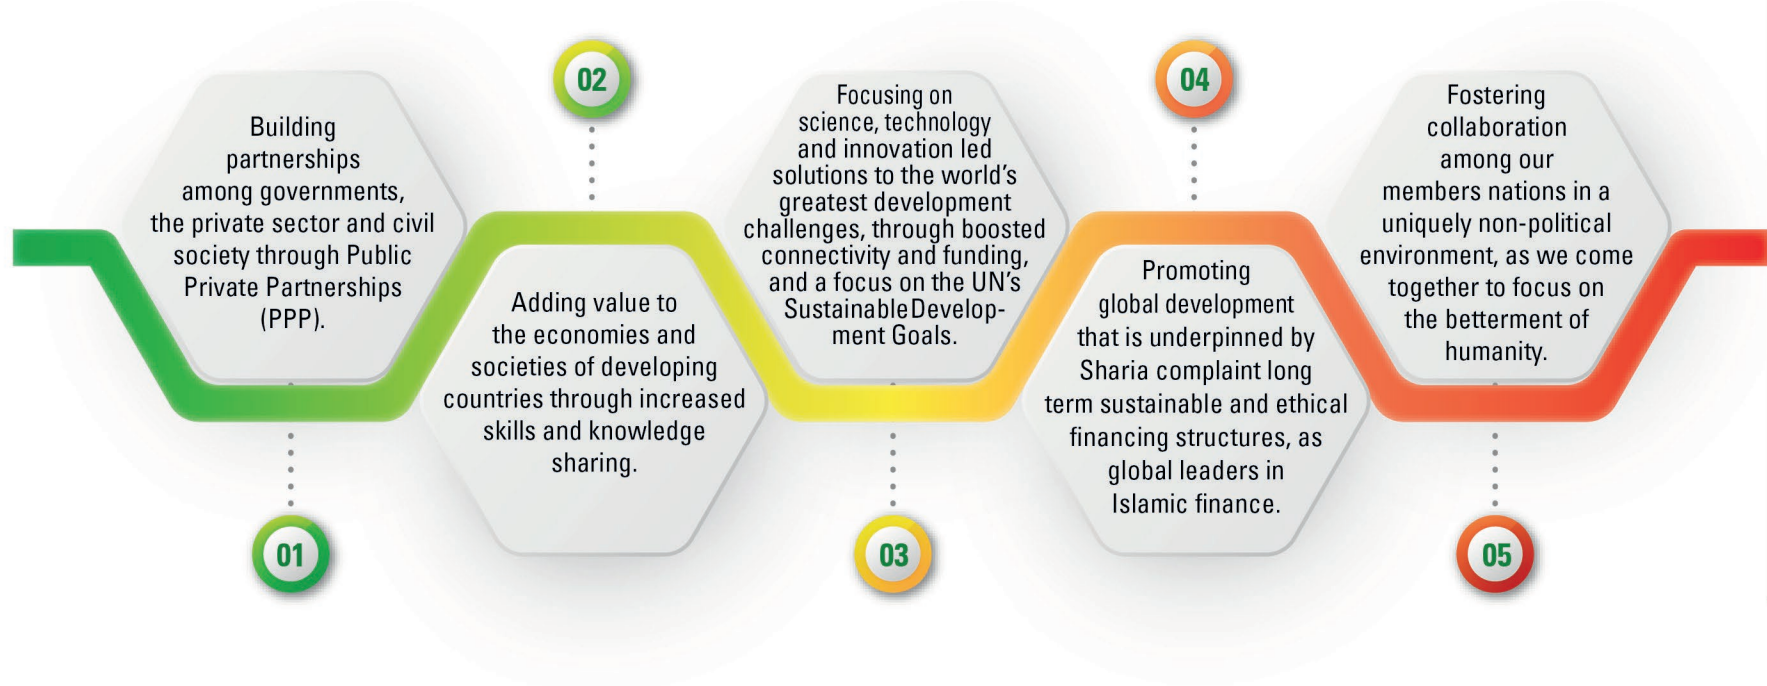 01
Building
partnerships
among governments,
the private sector and civil
society through Public
Private Partnerships
(PPP).
02
Adding value to
the economies and
societies of developing
countries through increased
skills and knowledge
sharing.
03
Focusing on
science, technology
and innovation led
solutions to the world's
greatest development
challenges, through boosted
connectivity and funding,
and a focus on the UN's
Sustainable Develop-
ment Goals.
04
Promoting
global development
that is underpinned by
Sharia complaint long
term sustainable and ethical
financing structures, as
global leaders in
Islamic finance.
05
Fostering
collaboration
among our
members nations in a
uniquely non-political
environment, as we come
together to focus on
the betterment of
humanity.